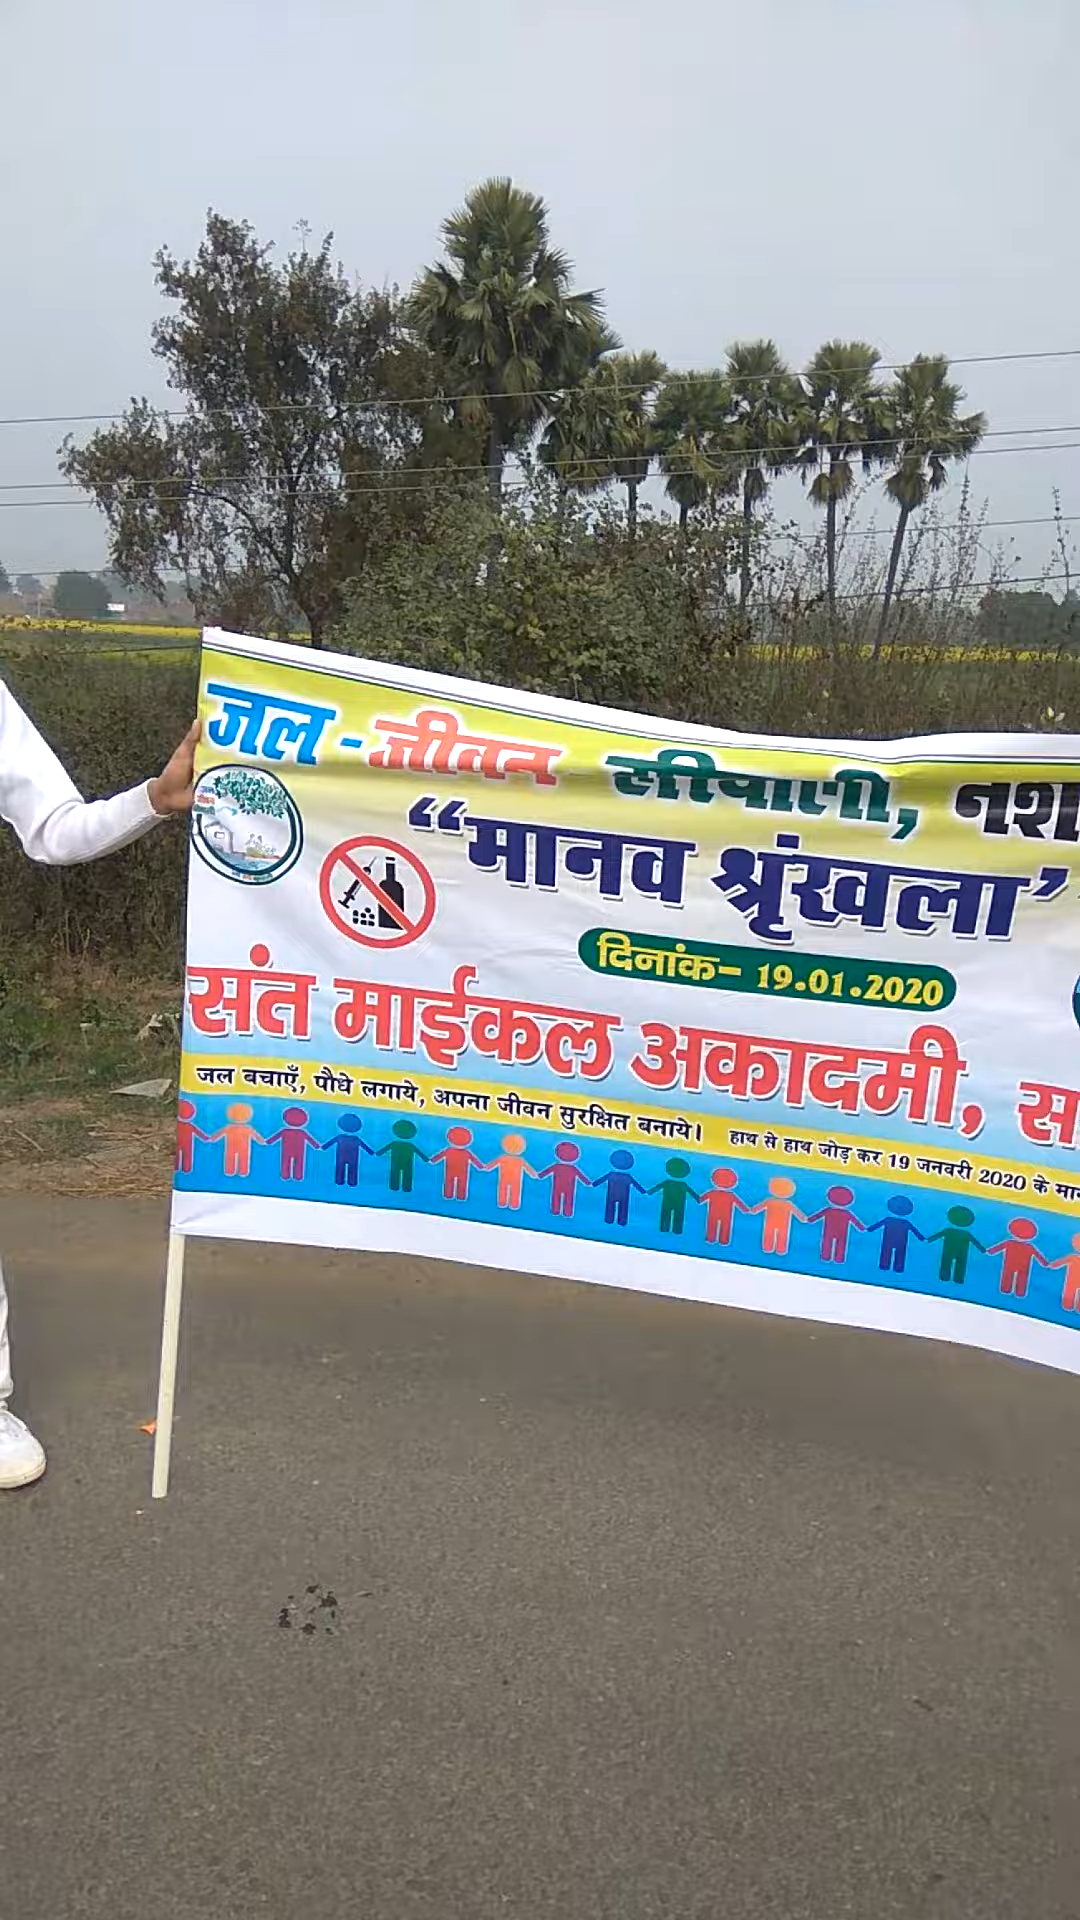 जल - जीवन - हरियाली, नशा
“मानव श्रृंखला”
दिनांक- 19.01.2020
संत माईकल अकादमी, स
जल बचाएँ, पौधे लगाये, अपना जीवन सुरक्षित बनाये। हाथ से हाथ जोड़ कर 19 जनवरी 2020 के मान